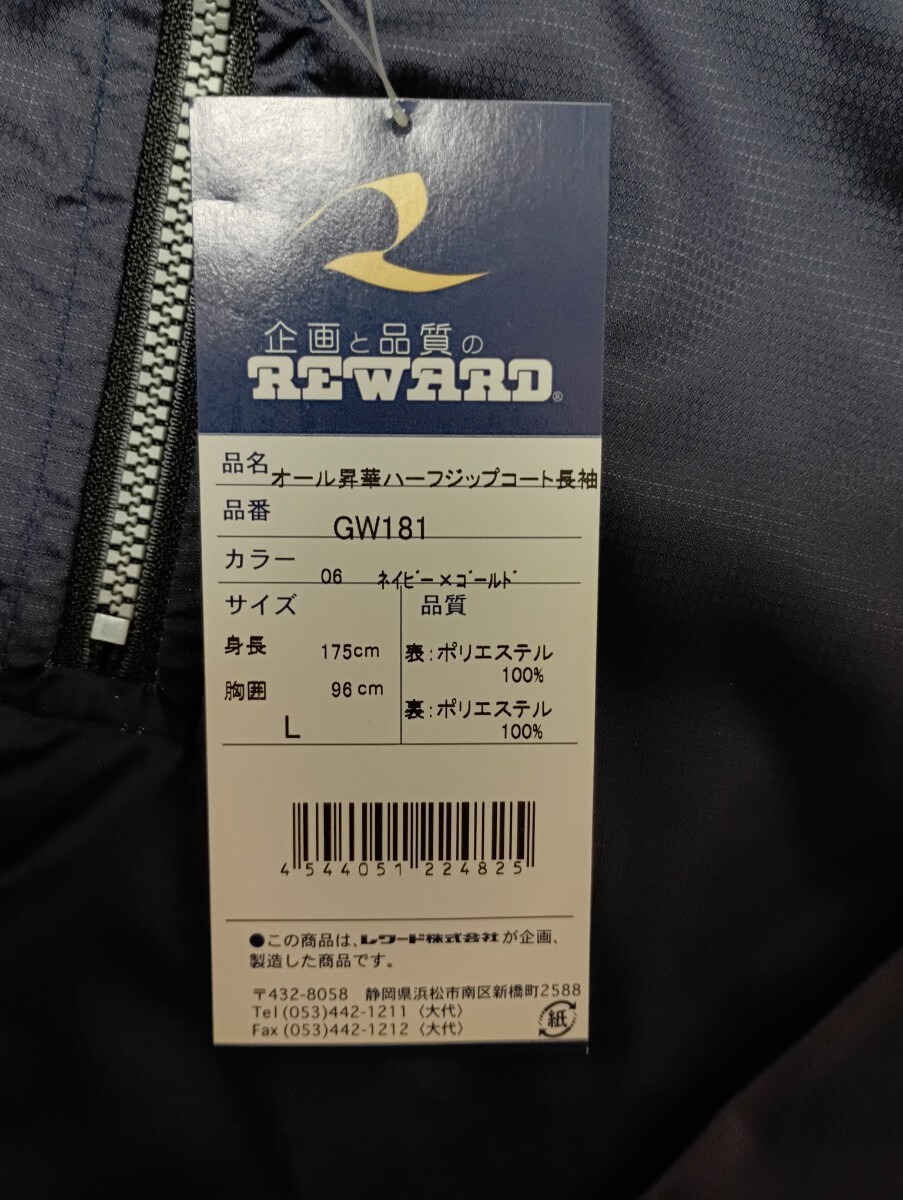 企画と品質の
REWARD®
品名 オール昇華ハーフジップコート長袖
品番 GW181
カラー 06 ﾈｲﾋﾞｰ×ｺﾞｰﾙﾄﾞ
サイズ 品質
身長 175cm 表:ポリエステル
100%
胸囲 96cm 裏:ポリエステル
L 100%
4 544051 224825
●この商品は、レワード株式会社が企画、
製造した商品です。
〒432-8058 静岡県浜松市南区新橋町2588
Tel (053)442-1211〈大代〉
Fax (053)442-1212〈大代〉
紙